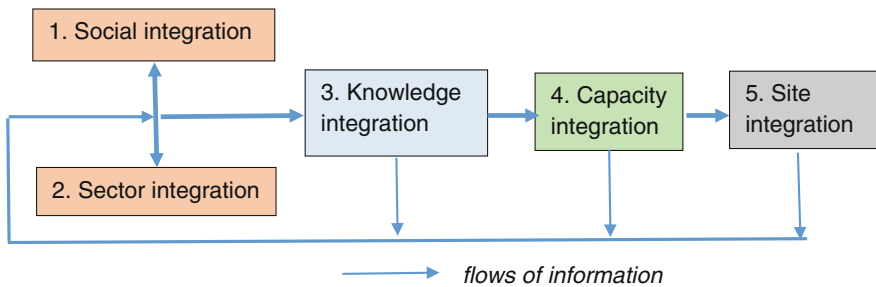 1. Social integration
3. Knowledge
integration
4. Capacity
integration
5. Site
integration
2. Sector integration
flows of information